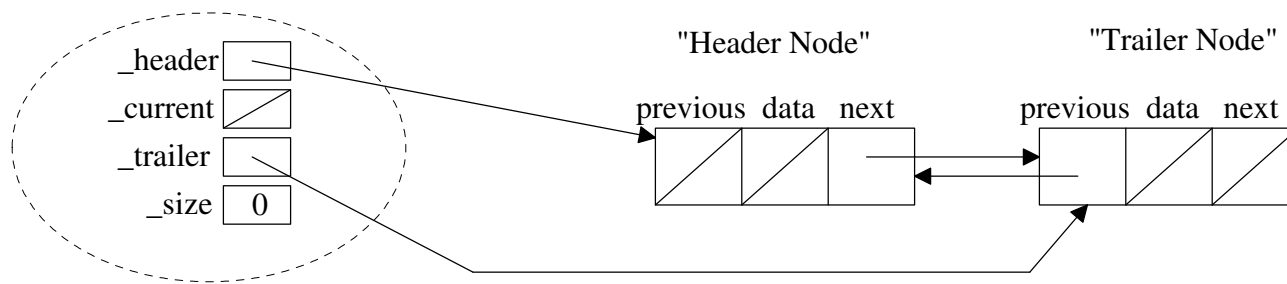 _header
_current
_trailer
_size 0
"Header Node"
previous data next
"Trailer Node"
previous data next